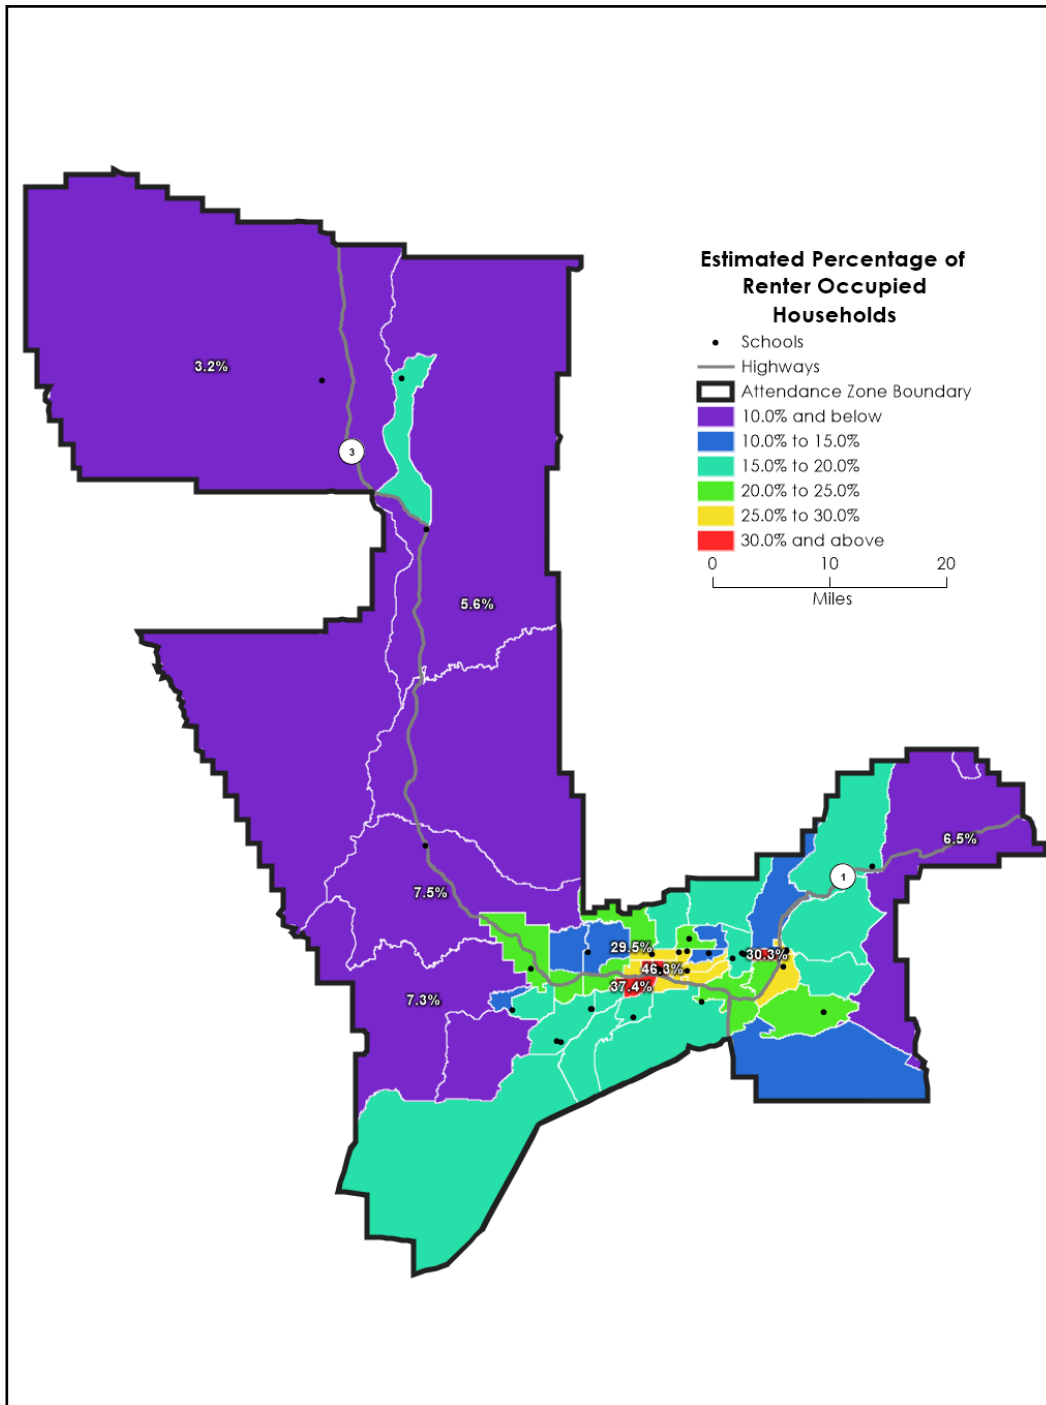 Estimated Percentage of
Renter Occupied
Households
Schools
Highways
Attendance Zone Boundary
10.0% and below
10.0% to 15.0%
15.0% to 20.0%
20.0% to 25.0%
25.0% to 30.0%
30.0% and above
0 10 20
Miles
3.2%
3
5.6%
6.5%
1
7.5%
29.5%
30.3%
46.3%
37.4%
7.3%